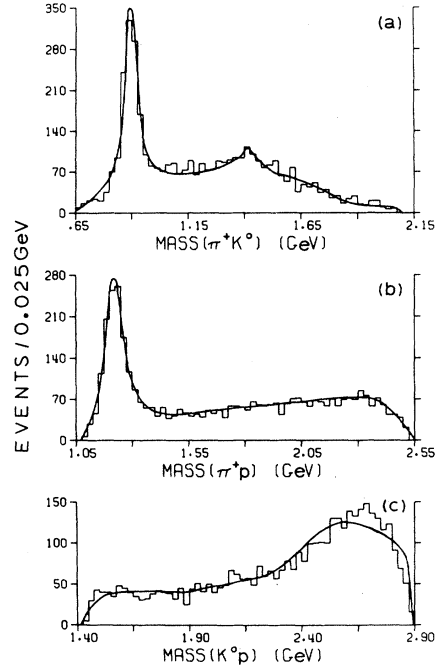 350
(a)
280
210
140
70
0
.65 1.15 1.65 2.15
MASS(π⁺K⁰) (GeV)
EVENTS/0.025GeV
280
(b)
210
140
70
0
1.05 1.55 2.05 2.55
MASS(π⁺p) (GeV)
150
(c)
100
50
0
1.40 1.90 2.40 2.90
MASS(K⁰p) (GeV)